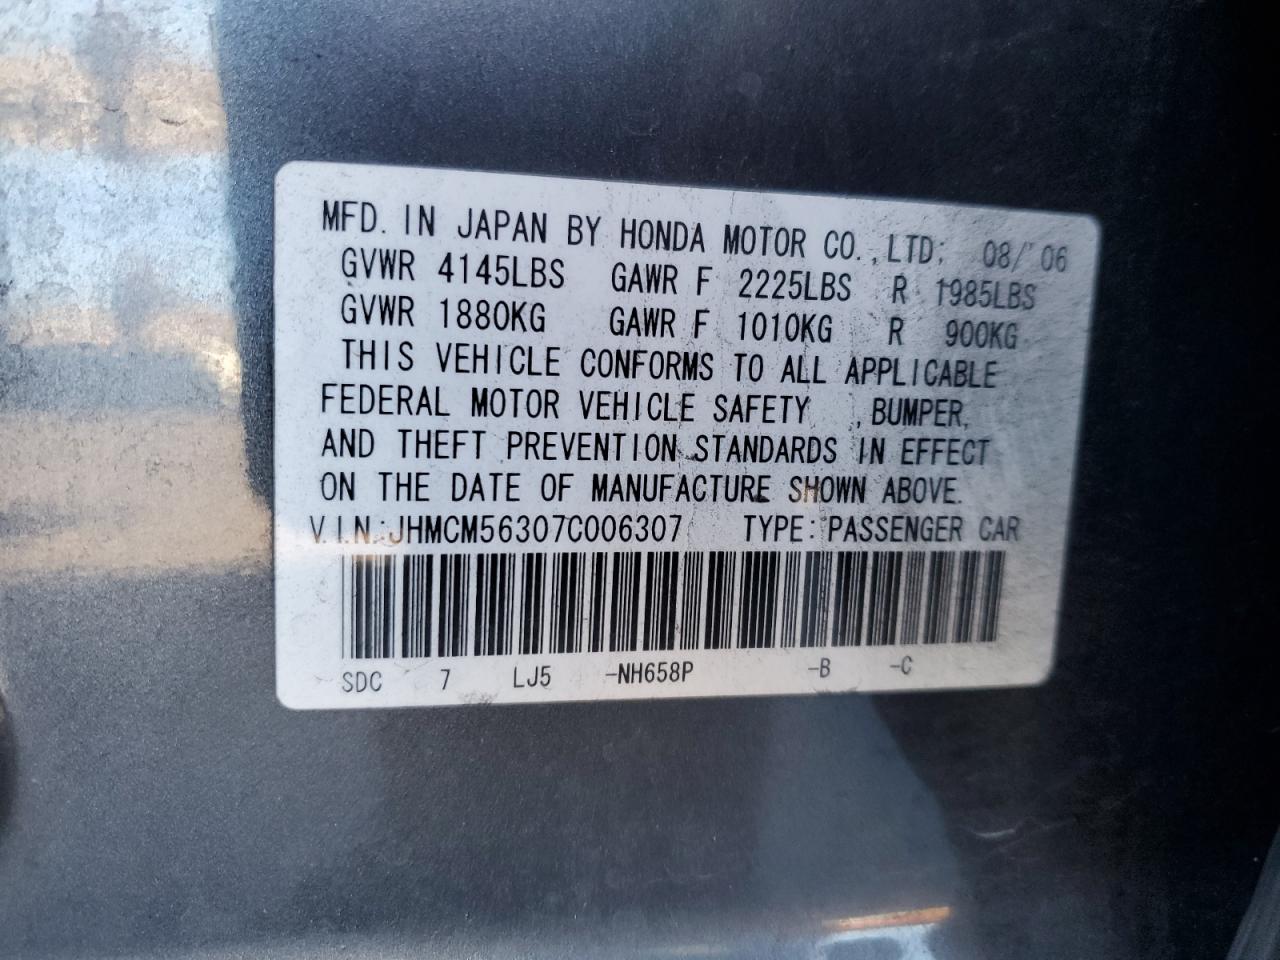 MFD. IN JAPAN BY HONDA MOTOR CO., LTD; 08/'06
GVWR 4145LBS GAWR F 2225LBS R 1985LBS
GVWR 1880KG GAWR F 1010KG R 900KG
THIS VEHICLE CONFORMS TO ALL APPLICABLE
FEDERAL MOTOR VEHICLE SAFETY , BUMPER,
AND THEFT PREVENTION STANDARDS IN EFFECT
ON THE DATE OF MANUFACTURE SHOWN ABOVE.
V.I.N.: JHMCM56307C006307 TYPE: PASSENGER CAR
SDC 7 LJ5 -NH658P -B -C